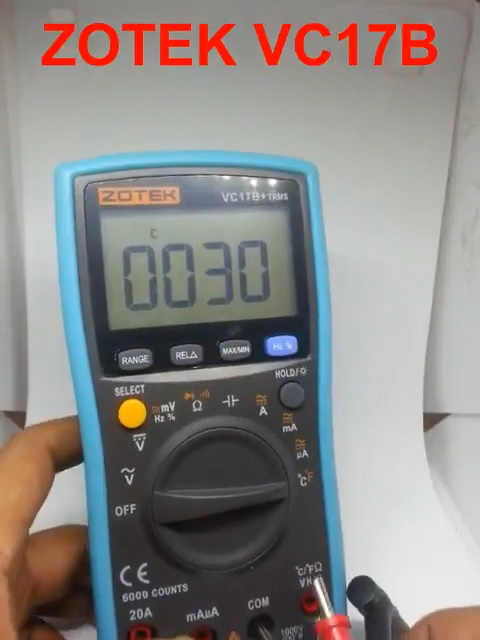 ZOTEK VC17B
ZOTEK VC17B+ TRMS
C
0030
RANGE REL△ MAX/MIN Hz %
SELECT HOLD/☼
mV
Hz %
Ω
A
mA
µA
V
V
°C°F
OFF
CE
6000 COUNTS
°C/°FΩ
20A mAµA COM
1000V